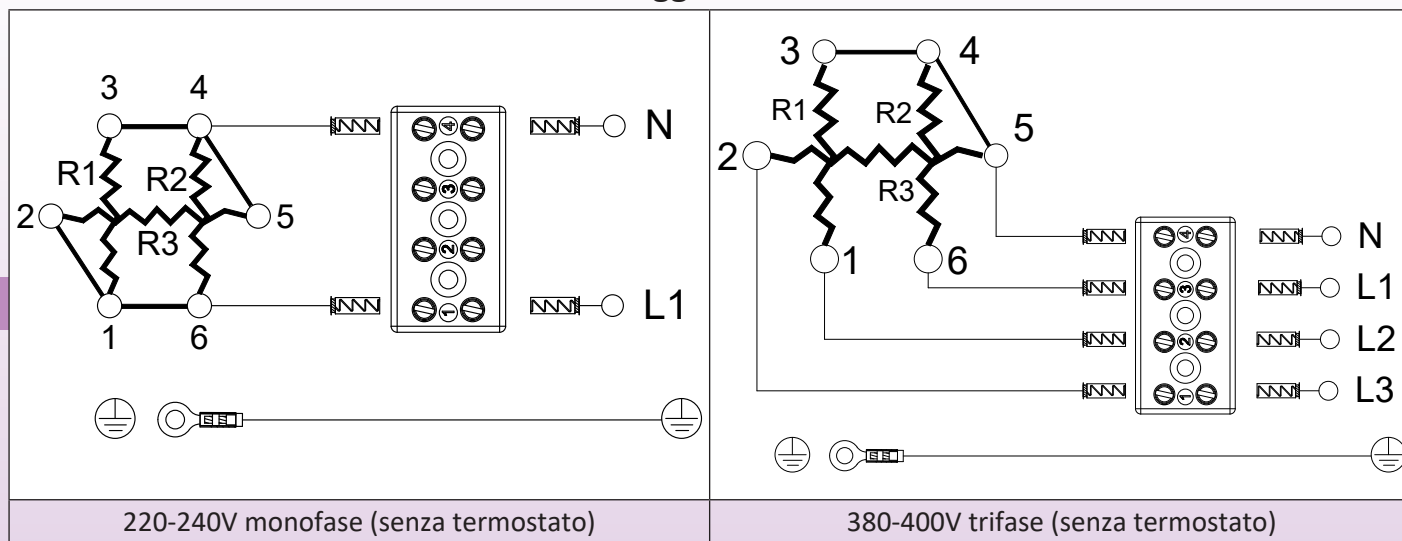 3 4
R1 R2
2 R3 5
1 6
4
3
2
1
N
L1
220-240V monofase (senza termostato)
3 4
R1 R2
2 5
R3
1 6
4
3
2
1
N
L1
L2
L3
380-400V trifase (senza termostato)